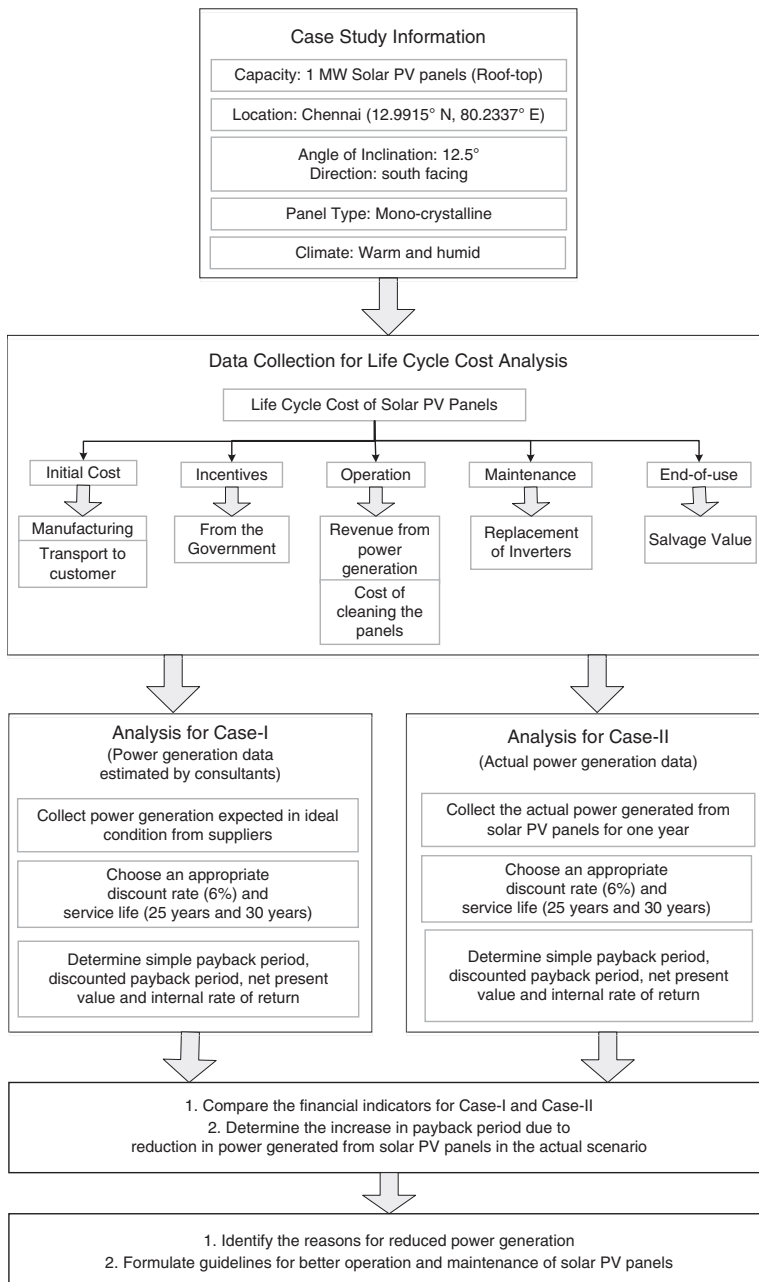 Case Study Information
Capacity: 1 MW Solar PV panels (Roof-top)
Location: Chennai (12.9915° N, 80.2337° E)
Angle of Inclination: 12.5°
Direction: south facing
Panel Type: Mono-crystalline
Climate: Warm and humid
Data Collection for Life Cycle Cost Analysis
Life Cycle Cost of Solar PV Panels
Initial Cost
Manufacturing
Transport to
customer
Incentives
From the
Government
Operation
Revenue from
power
generation
Cost of
cleaning the
panels
Maintenance
Replacement
of Inverters
End-of-use
Salvage Value
Analysis for Case-I
(Power generation data
estimated by consultants)
Collect power generation expected in ideal
condition from suppliers
Choose an appropriate
discount rate (6%) and
service life (25 years and 30 years)
Determine simple payback period,
discounted payback period, net present
value and internal rate of return
Analysis for Case-II
(Actual power generation data)
Collect the actual power generated from
solar PV panels for one year
Choose an appropriate
discount rate (6%) and
service life (25 years and 30 years)
Determine simple payback period,
discounted payback period, net present
value and internal rate of return
1. Compare the financial indicators for Case-I and Case-II
2. Determine the increase in payback period due to
reduction in power generated from solar PV panels in the actual scenario
1. Identify the reasons for reduced power generation
2. Formulate guidelines for better operation and maintenance of solar PV panels